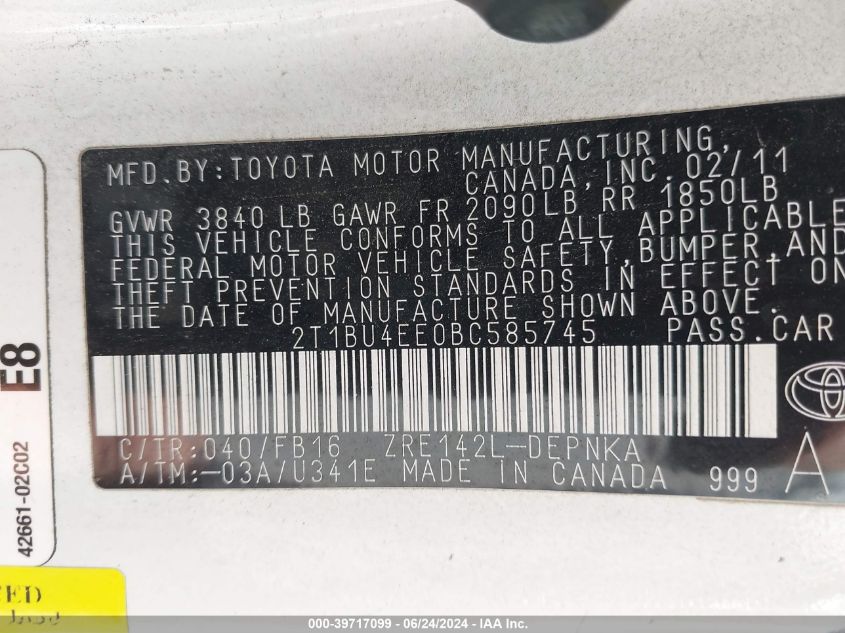 MFD.BY:TOYOTA MOTOR MANUFACTURING,
CANADA,INC.02/11
GVWR 3840LB GAWR FR 2090LB RR 1850LB
THIS VEHICLE CONFORMS TO ALL APPLICABLE
FEDERAL MOTOR VEHICLE SAFETY,BUMPER,AND
THEFT PREVENTION STANDARDS IN EFFECT ON
THE DATE OF MANUFACTURE SHOWN ABOVE.
2T1BU4EE0BC585745 PASS.CAR
C/TR:040/FB16 ZRE142L-DEPNKA
A/TM:-03A/U341E MADE IN CANADA 999 A
E8
42661-02C02
000-39717099 - 06/24/2024 - IAA Inc.